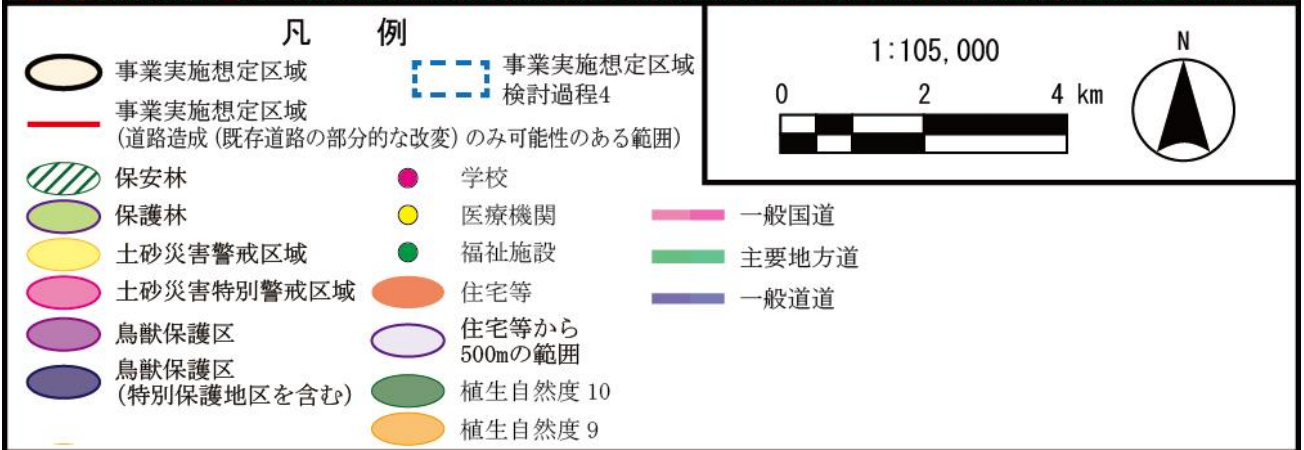 凡 例
事業実施想定区域
事業実施想定区域
(道路造成 (既存道路の部分的な改変) のみ可能性のある範囲)
保安林
保護林
土砂災害警戒区域
土砂災害特別警戒区域
鳥獣保護区
鳥獣保護区
(特別保護地区を含む)
事業実施想定区域
検討過程4
学校
医療機関
福祉施設
住宅等
住宅等から
500mの範囲
植生自然度 10
植生自然度 9
一般国道
主要地方道
一般道道
1:105,000
0 2 4 km
N